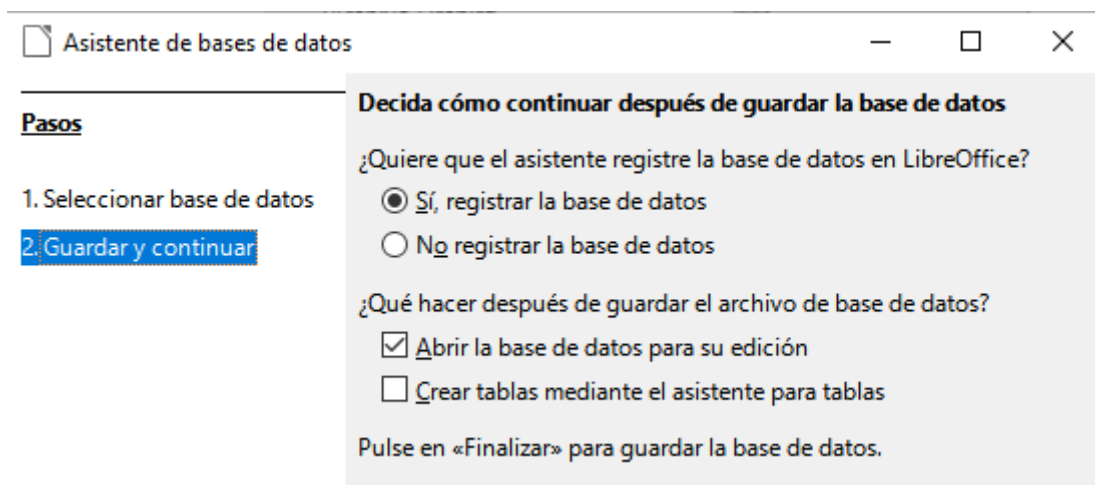 Asistente de bases de datos
Pasos
1. Seleccionar base de datos
2. Guardar y continuar
Decida cómo continuar después de guardar la base de datos
¿Quiere que el asistente registre la base de datos en LibreOffice?
Sí, registrar la base de datos
No registrar la base de datos
¿Qué hacer después de guardar el archivo de base de datos?
Abrir la base de datos para su edición
Crear tablas mediante el asistente para tablas
Pulse en «Finalizar» para guardar la base de datos.